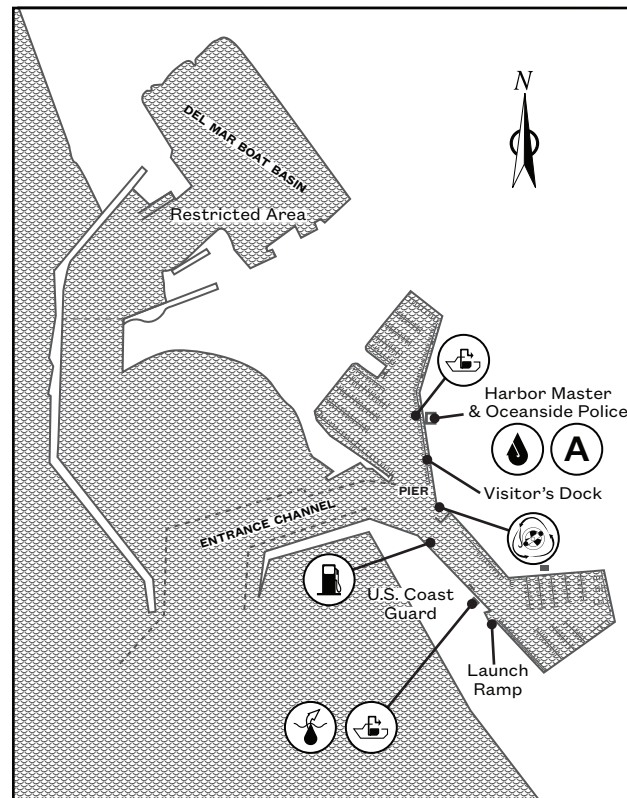 N
DEL MAR BOAT BASIN
Restricted Area
Harbor Master
& Oceanside Police
A
PIER
Visitor's Dock
ENTRANCE CHANNEL
U.S. Coast
Guard
Launch
Ramp